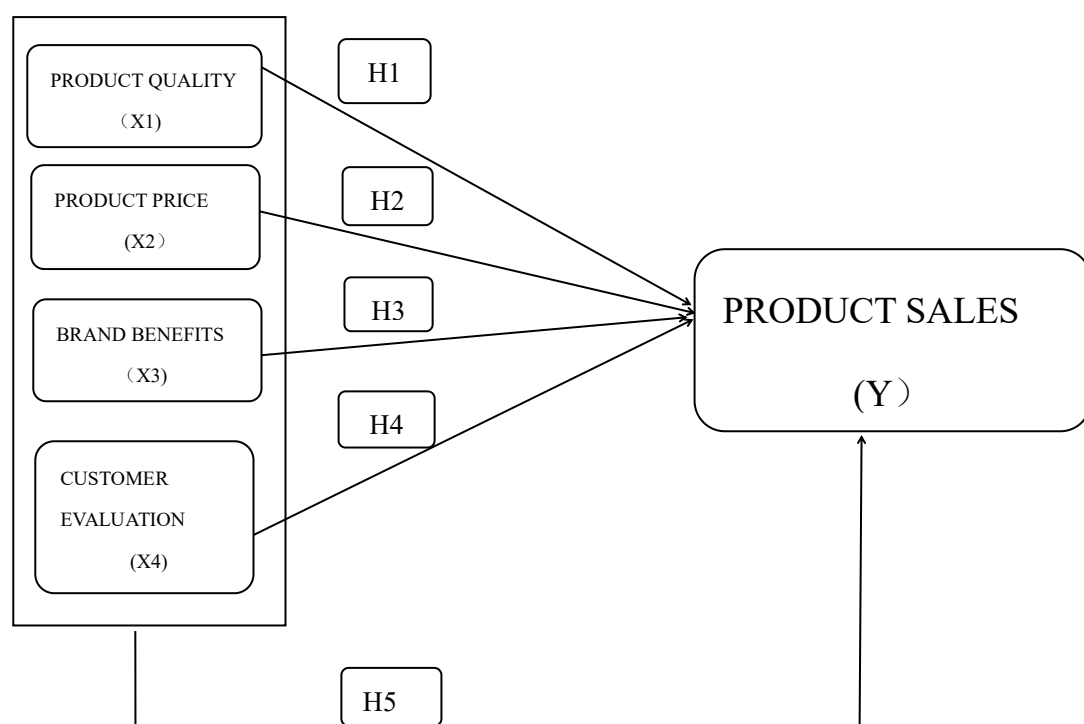 PRODUCT QUALITY
（X1)
H1
PRODUCT PRICE
(X2）
H2
BRAND BENEFITS
（X3)
H3
CUSTOMER
EVALUATION
(X4)
H4
PRODUCT SALES
(Y）
H5